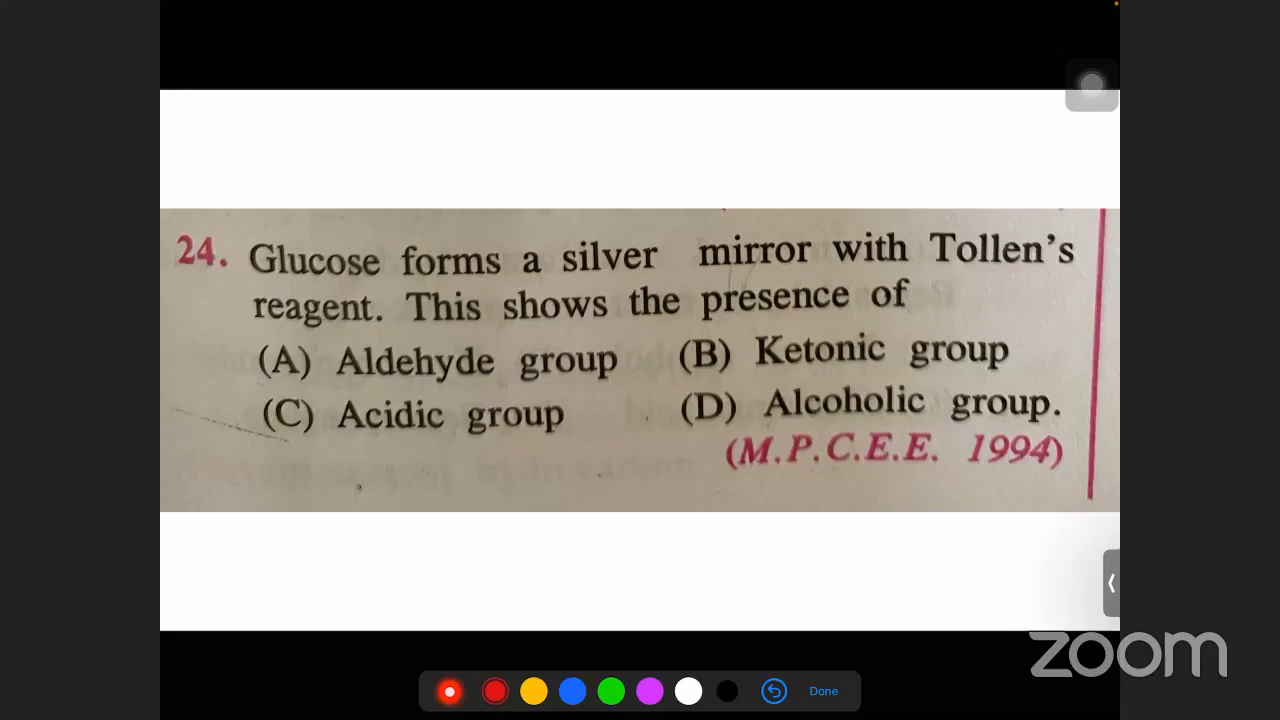 24. Glucose forms a silver mirror with Tollen's
reagent. This shows the presence of
(A) Aldehyde group (B) Ketonic group
(C) Acidic group (D) Alcoholic group.
(M.P.C.E.E. 1994)
zoom
Done